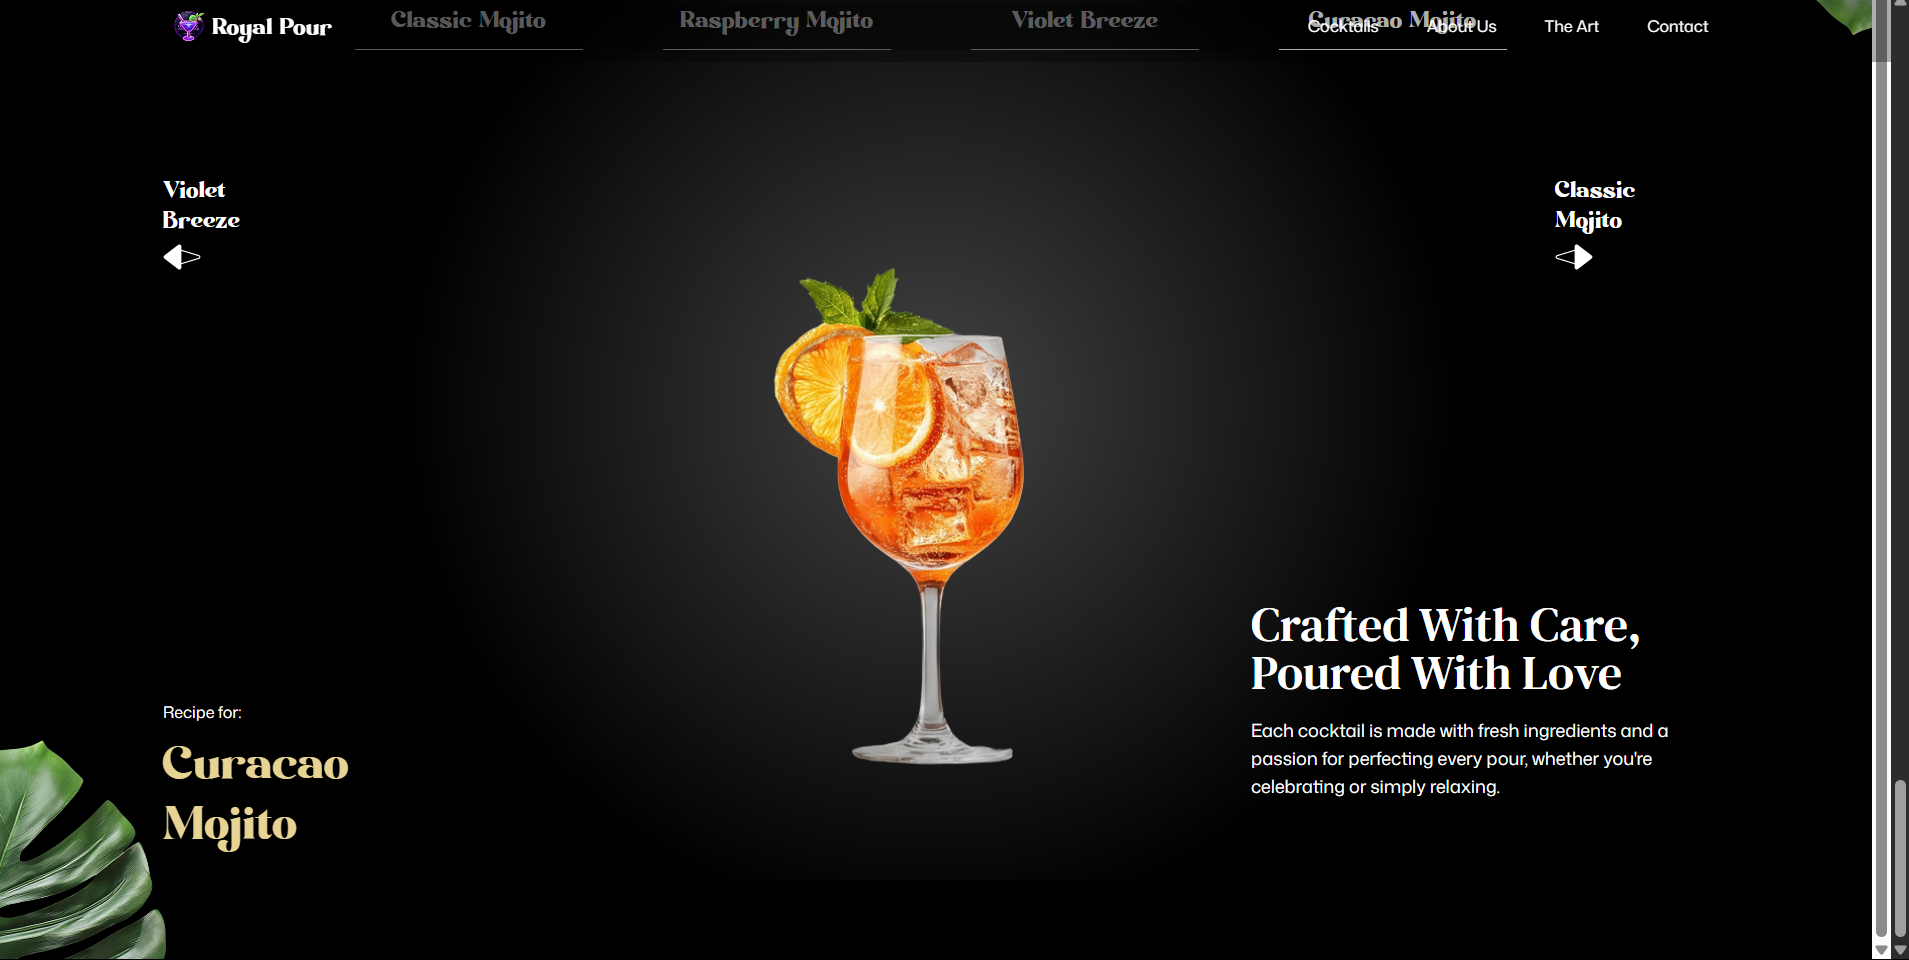 Royal Pour
Classic Mojito
Raspberry Mojito
Violet Breeze
Curacao Mojito
Cocktails
About Us
The Art
Contact
Violet
Breeze
Classic
Mojito
Crafted With Care,
Poured With Love
Each cocktail is made with fresh ingredients and a
passion for perfecting every pour, whether you're
celebrating or simply relaxing.
Recipe for:
Curacao
Mojito